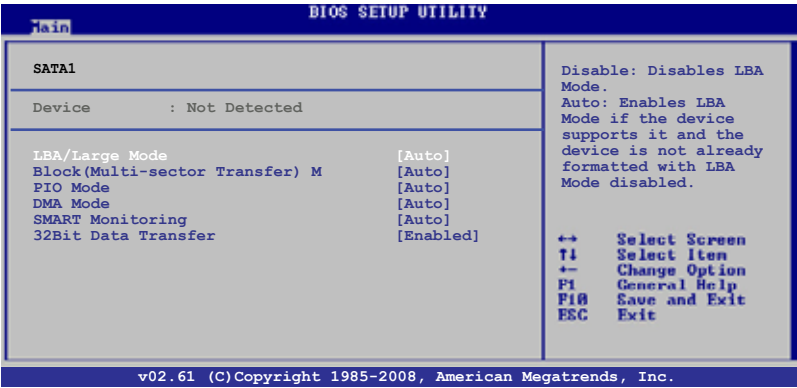 BIOS SETUP UTILITY
Main
SATA1
Device : Not Detected
LBA/Large Mode [Auto]
Block(Multi-sector Transfer) M [Auto]
PIO Mode [Auto]
DMA Mode [Auto]
SMART Monitoring [Auto]
32Bit Data Transfer [Enabled]
Disable: Disables LBA
Mode.
Auto: Enables LBA
Mode if the device
supports it and the
device is not already
formatted with LBA
Mode disabled.
←→ Select Screen
↑↓ Select Item
+- Change Option
F1 General Help
F10 Save and Exit
ESC Exit
v02.61 (C)Copyright 1985-2008, American Megatrends, Inc.